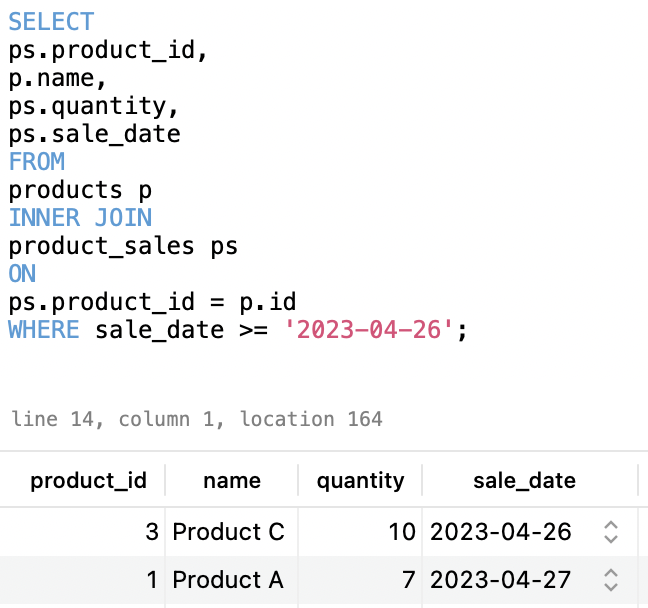 SELECT
ps.product_id,
p.name,
ps.quantity,
ps.sale_date
FROM
products p
INNER JOIN
product_sales ps
ON
ps.product_id = p.id
WHERE sale_date >= '2023-04-26';
line 14, column 1, location 164
product_id name quantity sale_date
3 Product C 10 2023-04-26
1 Product A 7 2023-04-27